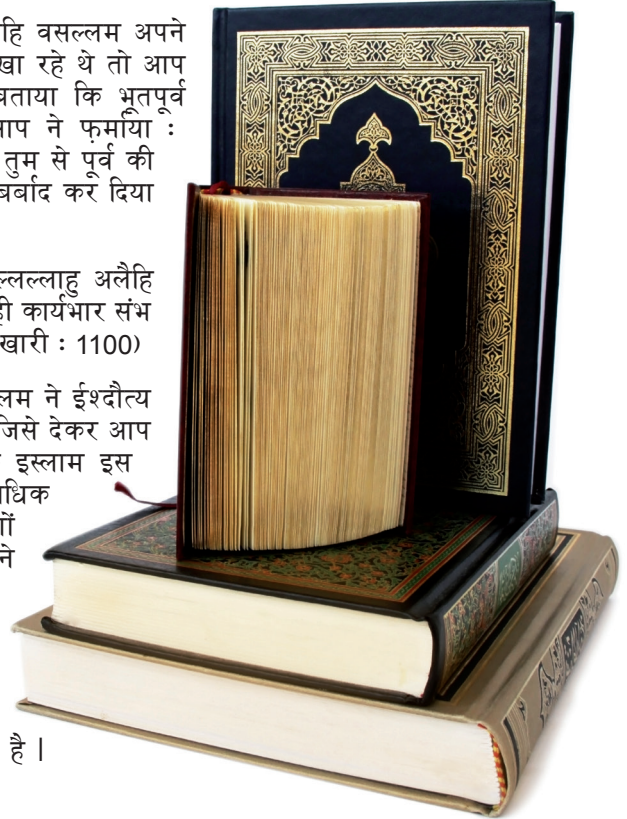 हि वसल्लम अपने
खा रहे थे तो आप
बताया कि भूतपूर्व
आप ने फ़र्माया :
तुम से पूर्व की
बर्बाद कर दिया
ल्लल्लाहु अलैहि
ही कार्यभार संभ
खारी : 1100)
लम ने ईश्दौत्य
जिसे देकर आप
इस्लाम इस
धिक
गों
ने
है |